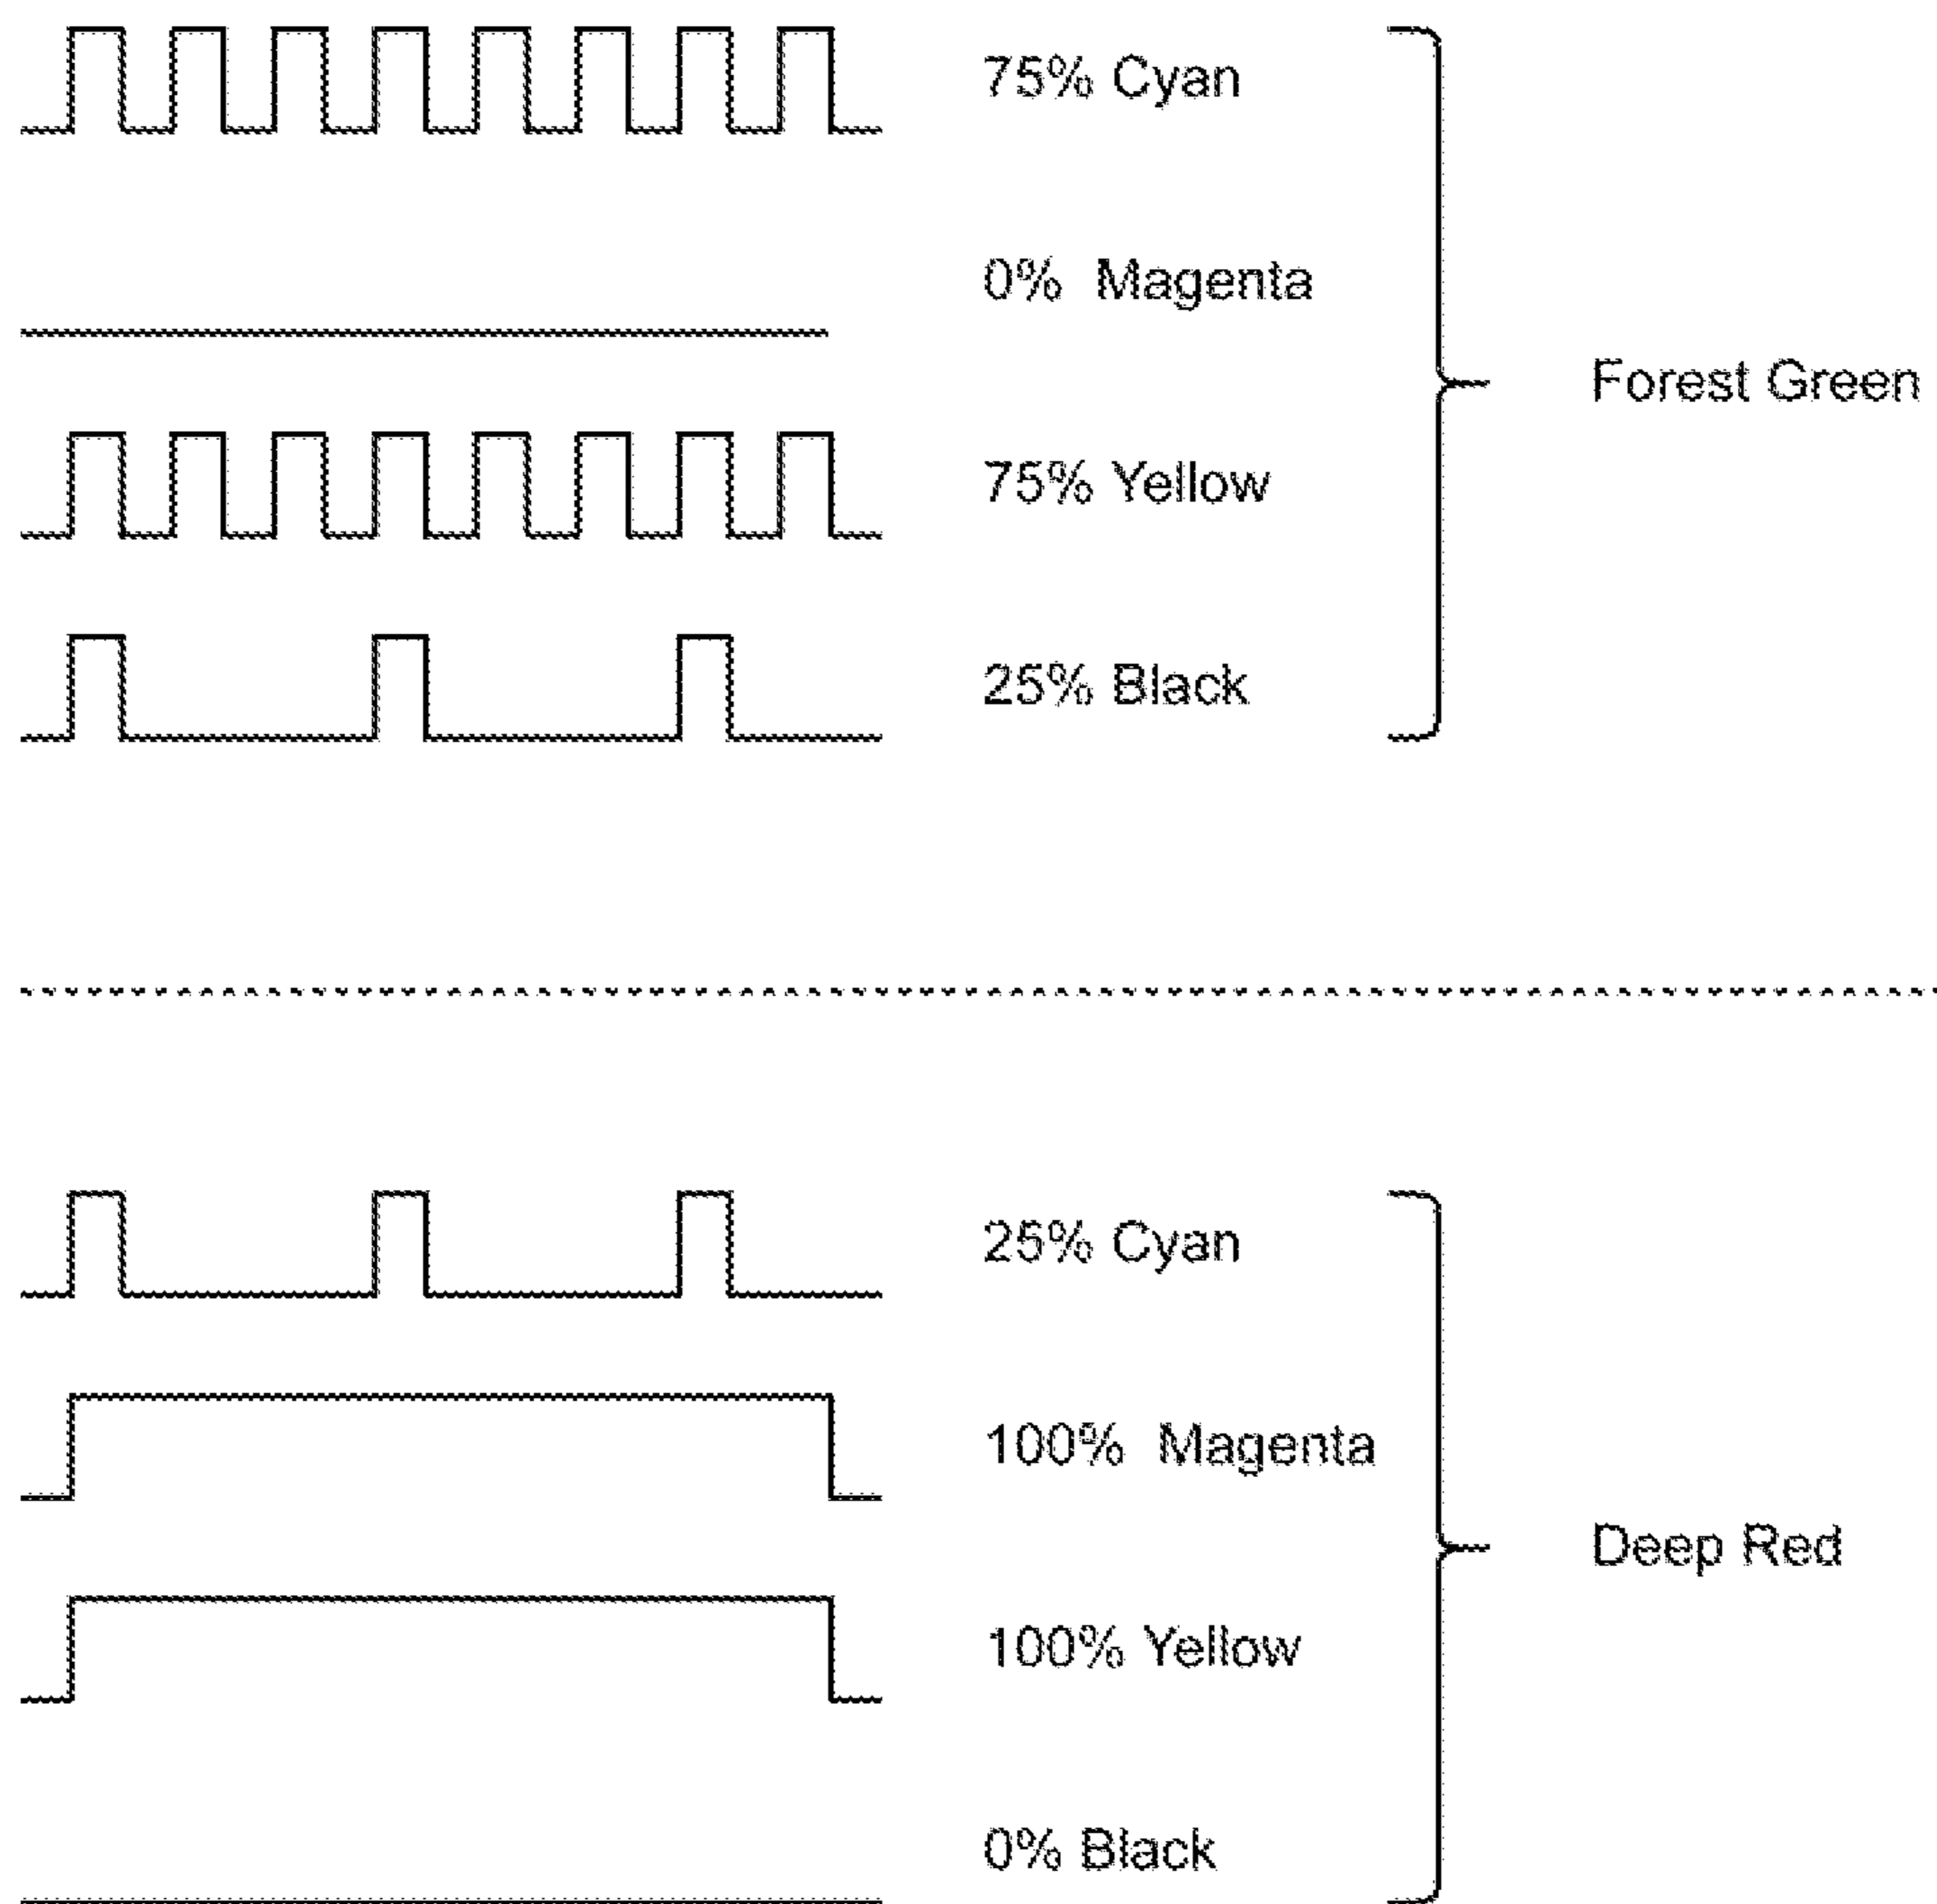 75% Cyan
0% Magenta
Forest Green
75% Yellow
25% Black
25% Cyan
100% Magenta
Deep Red
100% Yellow
0% Black